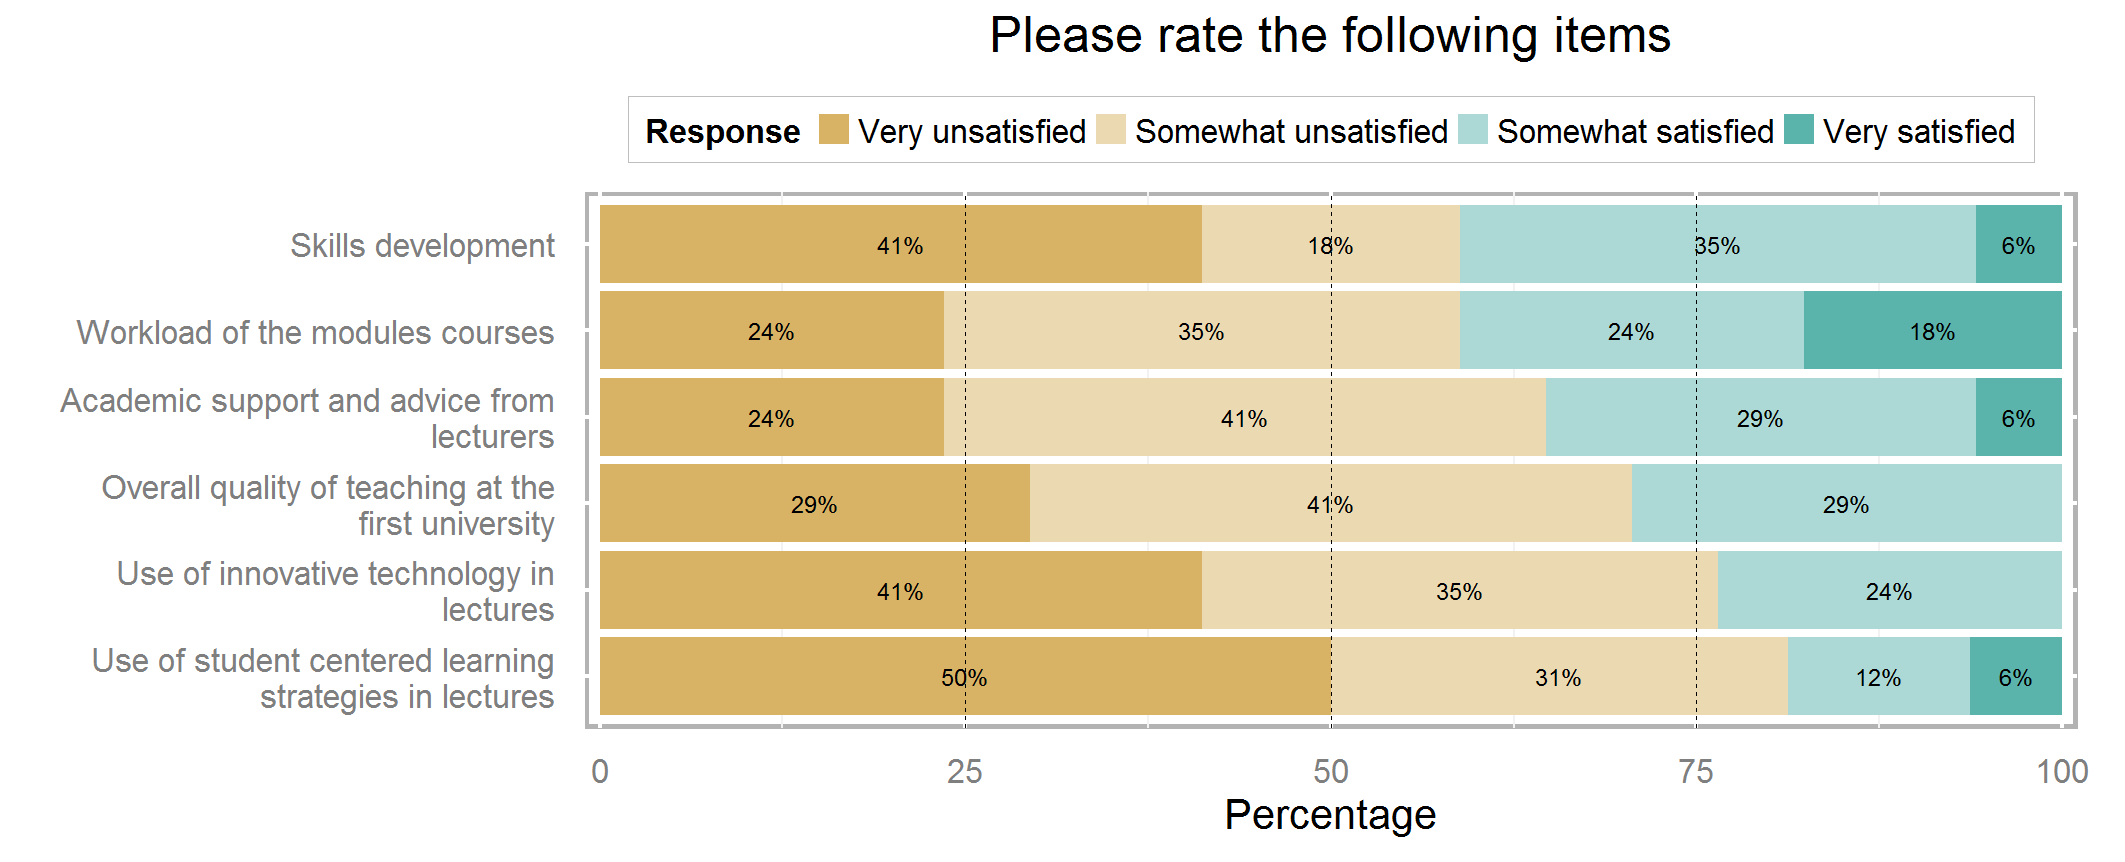 Please rate the following items
Response Very unsatisfied Somewhat unsatisfied Somewhat satisfied Very satisfied
Skills development 41% 18% 35% 6%
Workload of the modules courses 24% 35% 24% 18%
Academic support and advice from
lecturers 24% 41% 29% 6%
Overall quality of teaching at the
first university 29% 41% 29%
Use of innovative technology in
lectures 41% 35% 24%
Use of student centered learning
strategies in lectures 50% 31% 12% 6%
0 25 50 75 100
Percentage